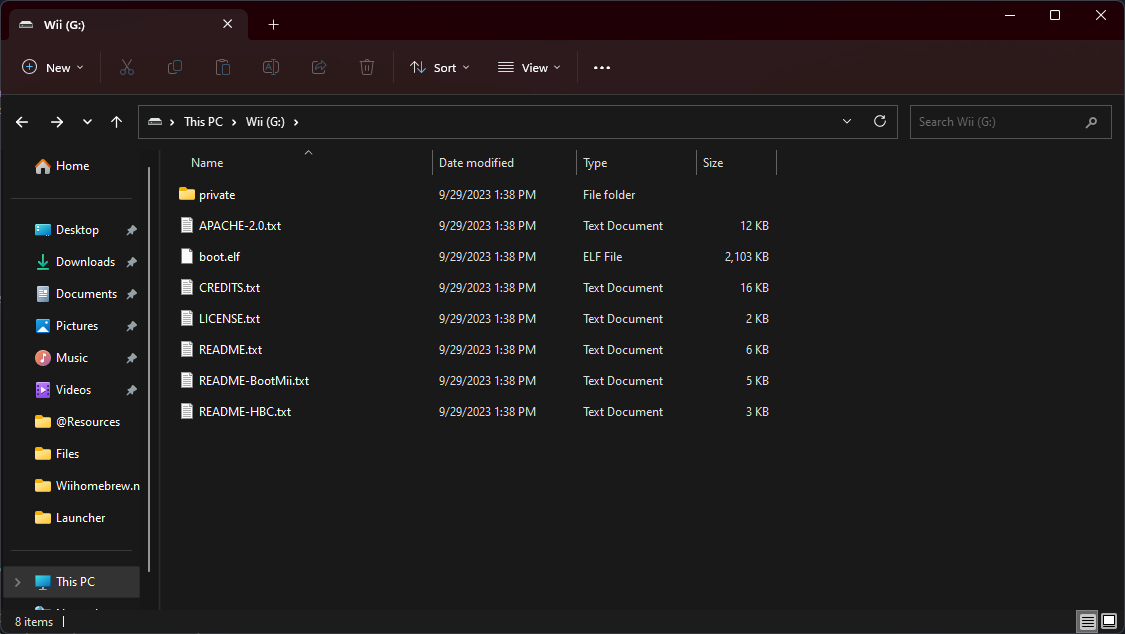 Wii (G:)
New Sort View
This PC Wii (G:) Search Wii (G:)
Home
Desktop
Downloads
Documents
Pictures
Music
Videos
@Resources
Files
Wiihomebrew.n
Launcher
This PC
Name Date modified Type Size
private 9/29/2023 1:38 PM File folder
APACHE-2.0.txt 9/29/2023 1:38 PM Text Document 12 KB
boot.elf 9/29/2023 1:38 PM ELF File 2,103 KB
CREDITS.txt 9/29/2023 1:38 PM Text Document 16 KB
LICENSE.txt 9/29/2023 1:38 PM Text Document 2 KB
README.txt 9/29/2023 1:38 PM Text Document 6 KB
README-BootMii.txt 9/29/2023 1:38 PM Text Document 5 KB
README-HBC.txt 9/29/2023 1:38 PM Text Document 3 KB
8 items